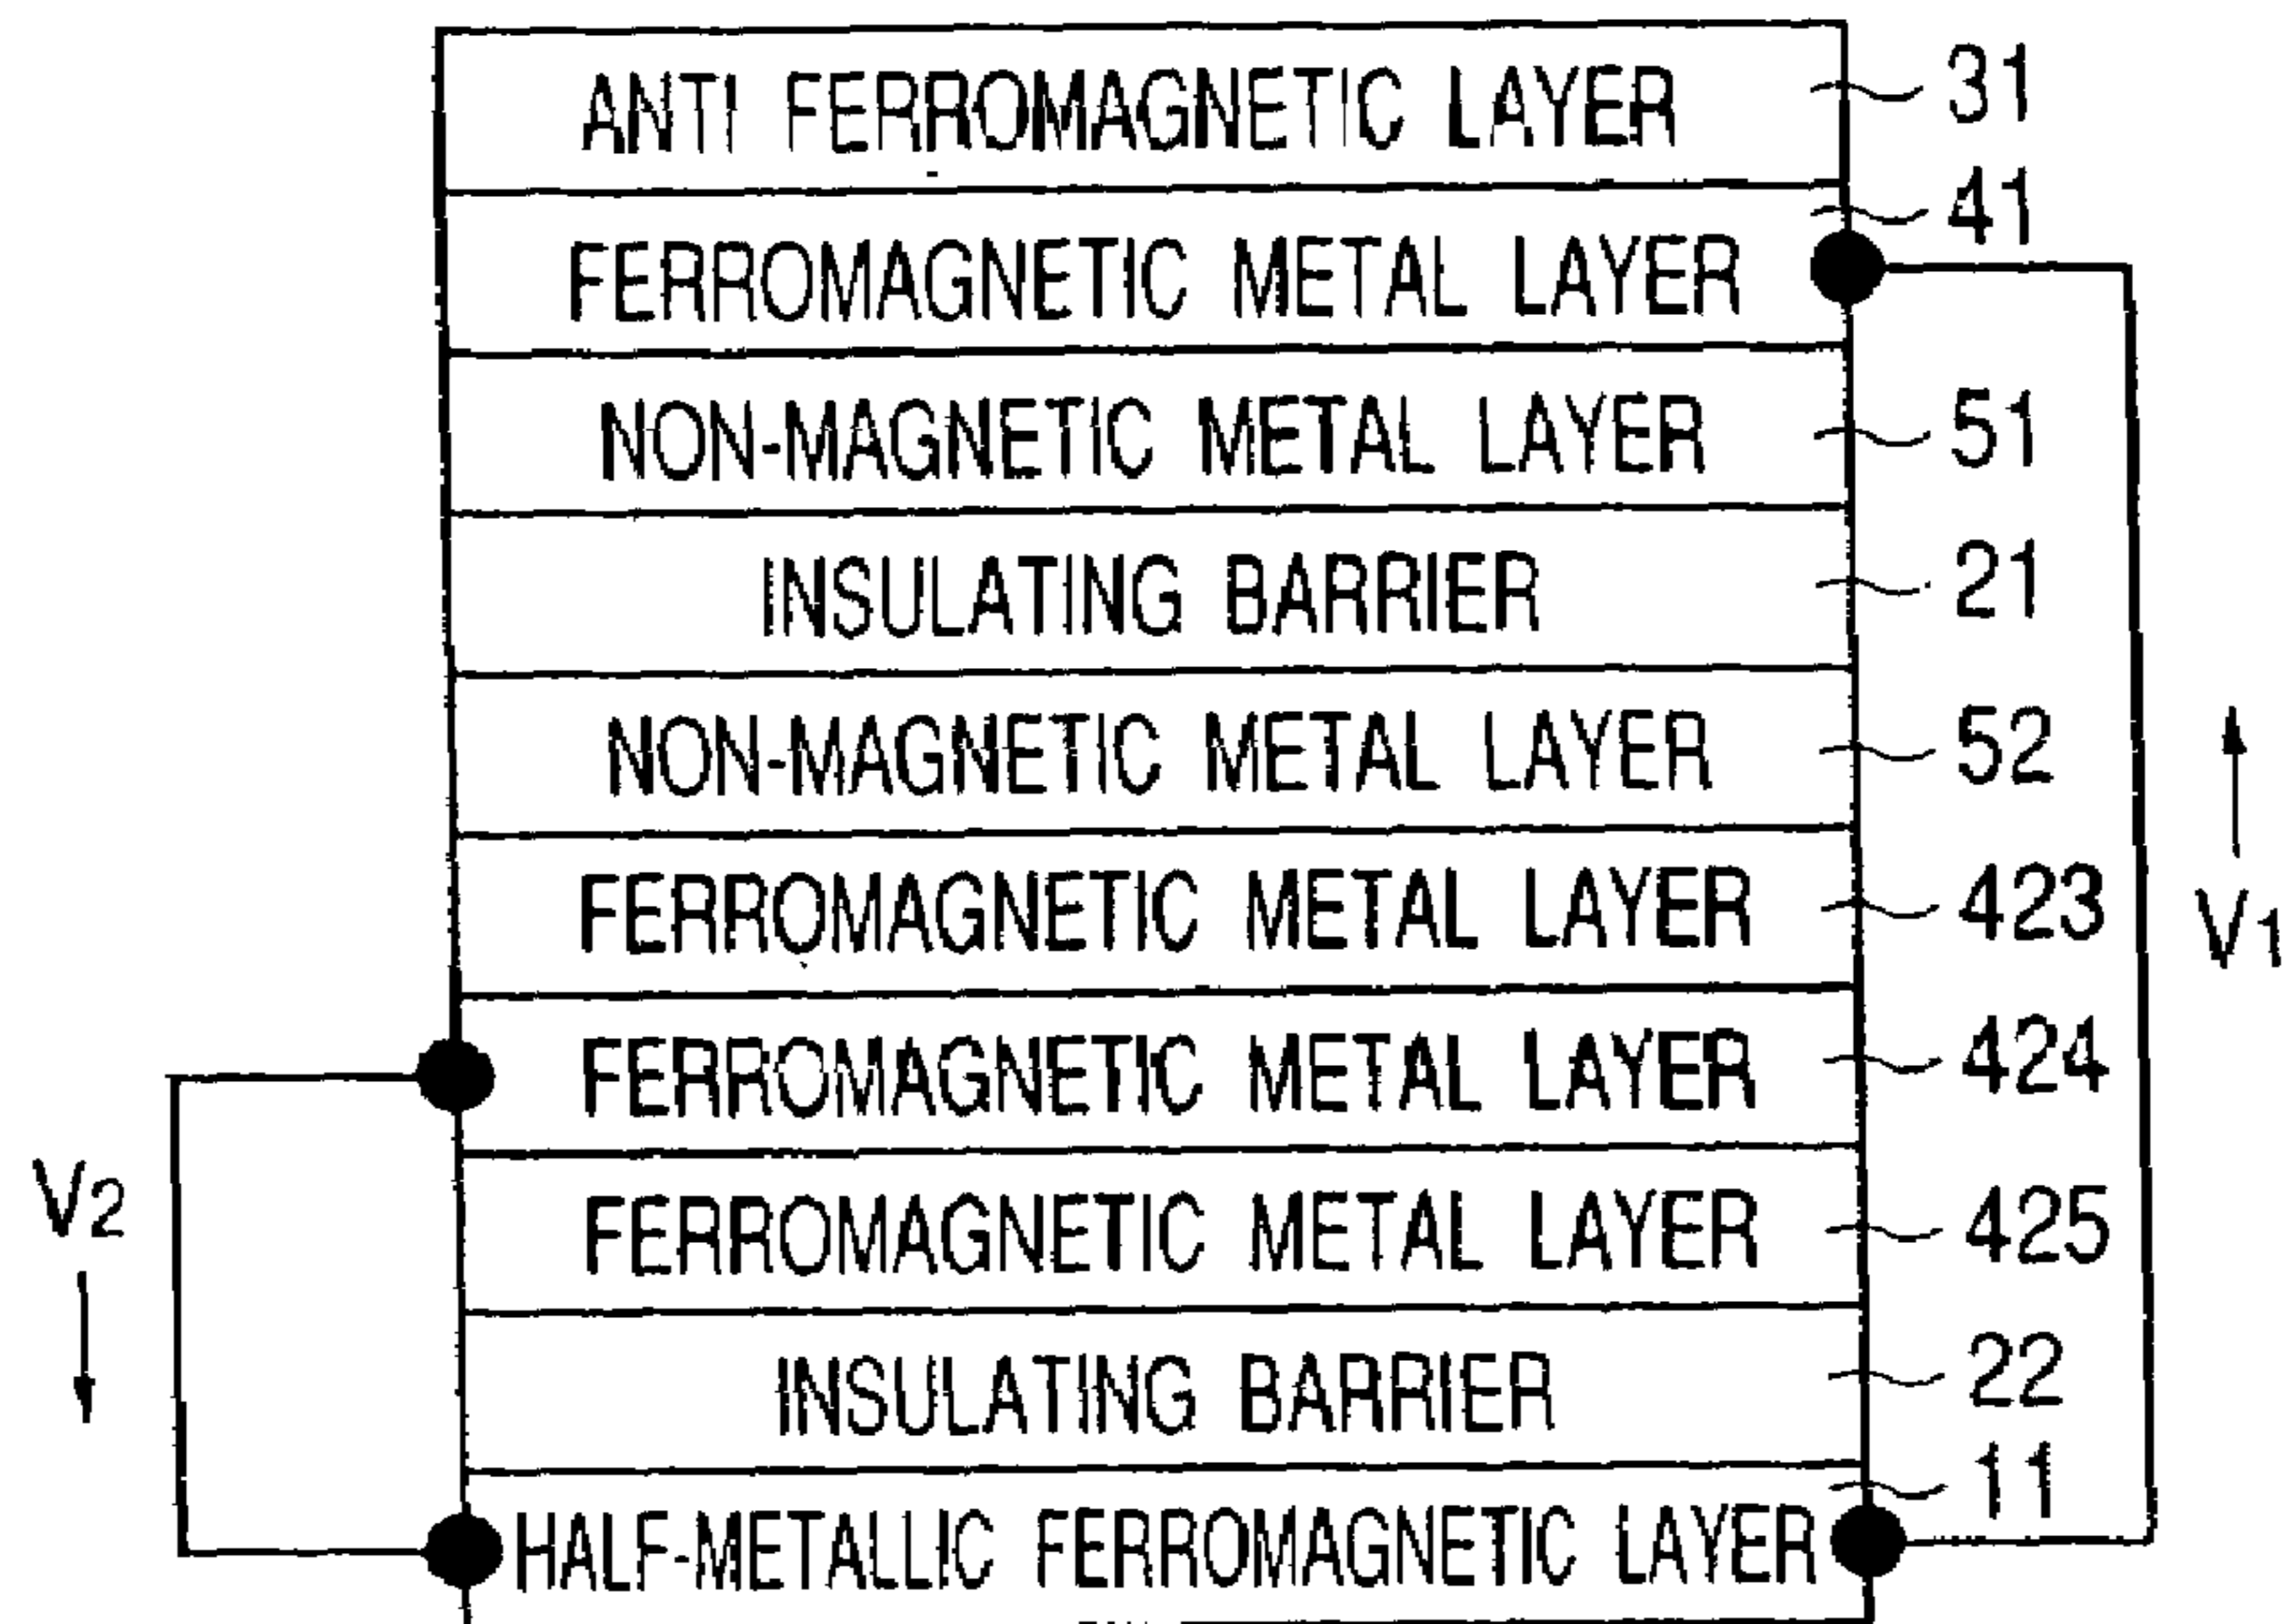 ANTI FERROMAGNETIC LAYER 31
FERROMAGNETIC METAL LAYER 41
NON-MAGNETIC METAL LAYER 51
INSULATING BARRIER 21
NON-MAGNETIC METAL LAYER 52
FERROMAGNETIC METAL LAYER 423
V1
FERROMAGNETIC METAL LAYER 424
V2
FERROMAGNETIC METAL LAYER 425
INSULATING BARRIER 22
HALF-METALLIC FERROMAGNETIC LAYER 11